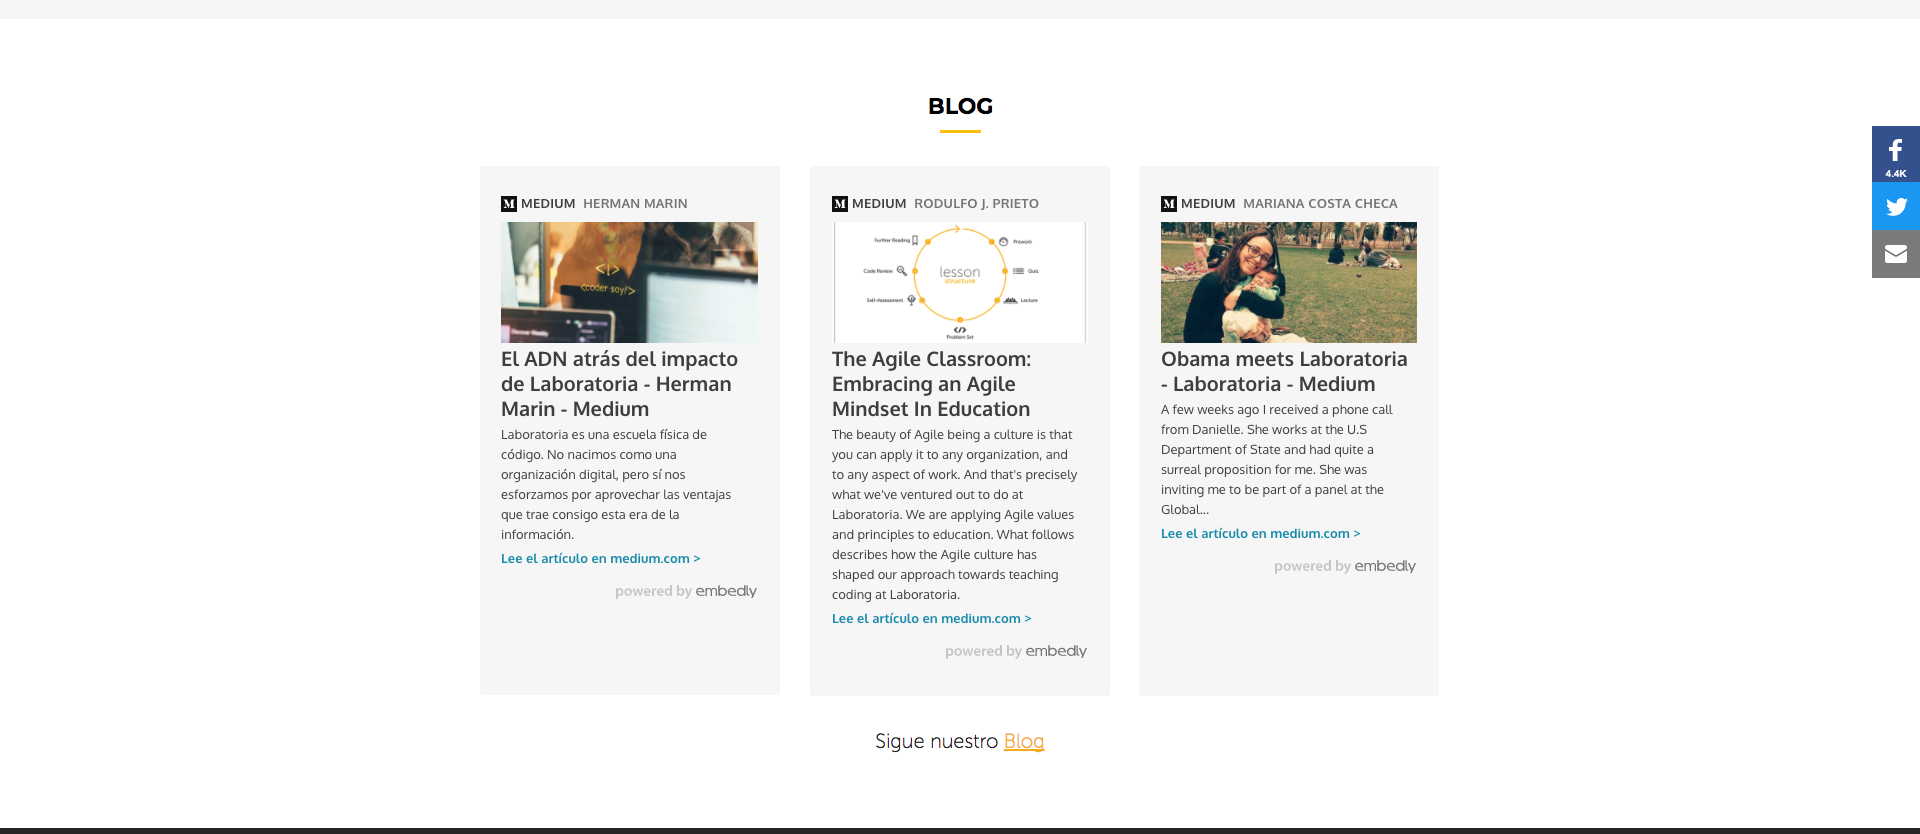 BLOG
M MEDIUM HERMAN MARIN
<|>
<coder soy/>
El ADN atrás del impacto
de Laboratoria - Herman
Marin - Medium
Laboratoria es una escuela física de
código. No nacimos como una
organización digital, pero sí nos
esforzamos por aprovechar las ventajas
que trae consigo esta era de la
información.
Lee el artículo en medium.com >
powered by embedly
M MEDIUM RODULFO J. PRIETO
Further Reading
Prework
Code Review
lesson
structure
Quiz
Self-Assessment
Lecture
</>
Problem Set
The Agile Classroom:
Embracing an Agile
Mindset In Education
The beauty of Agile being a culture is that
you can apply it to any organization, and
to any aspect of work. And that's precisely
what we've ventured out to do at
Laboratoria. We are applying Agile values
and principles to education. What follows
describes how the Agile culture has
shaped our approach towards teaching
coding at Laboratoria.
Lee el artículo en medium.com >
powered by embedly
M MEDIUM MARIANA COSTA CHECA
Obama meets Laboratoria
- Laboratoria - Medium
A few weeks ago I received a phone call
from Danielle. She works at the U.S
Department of State and had quite a
surreal proposition for me. She was
inviting me to be part of a panel at the
Global...
Lee el artículo en medium.com >
powered by embedly
Sigue nuestro Blog
f
4.4K